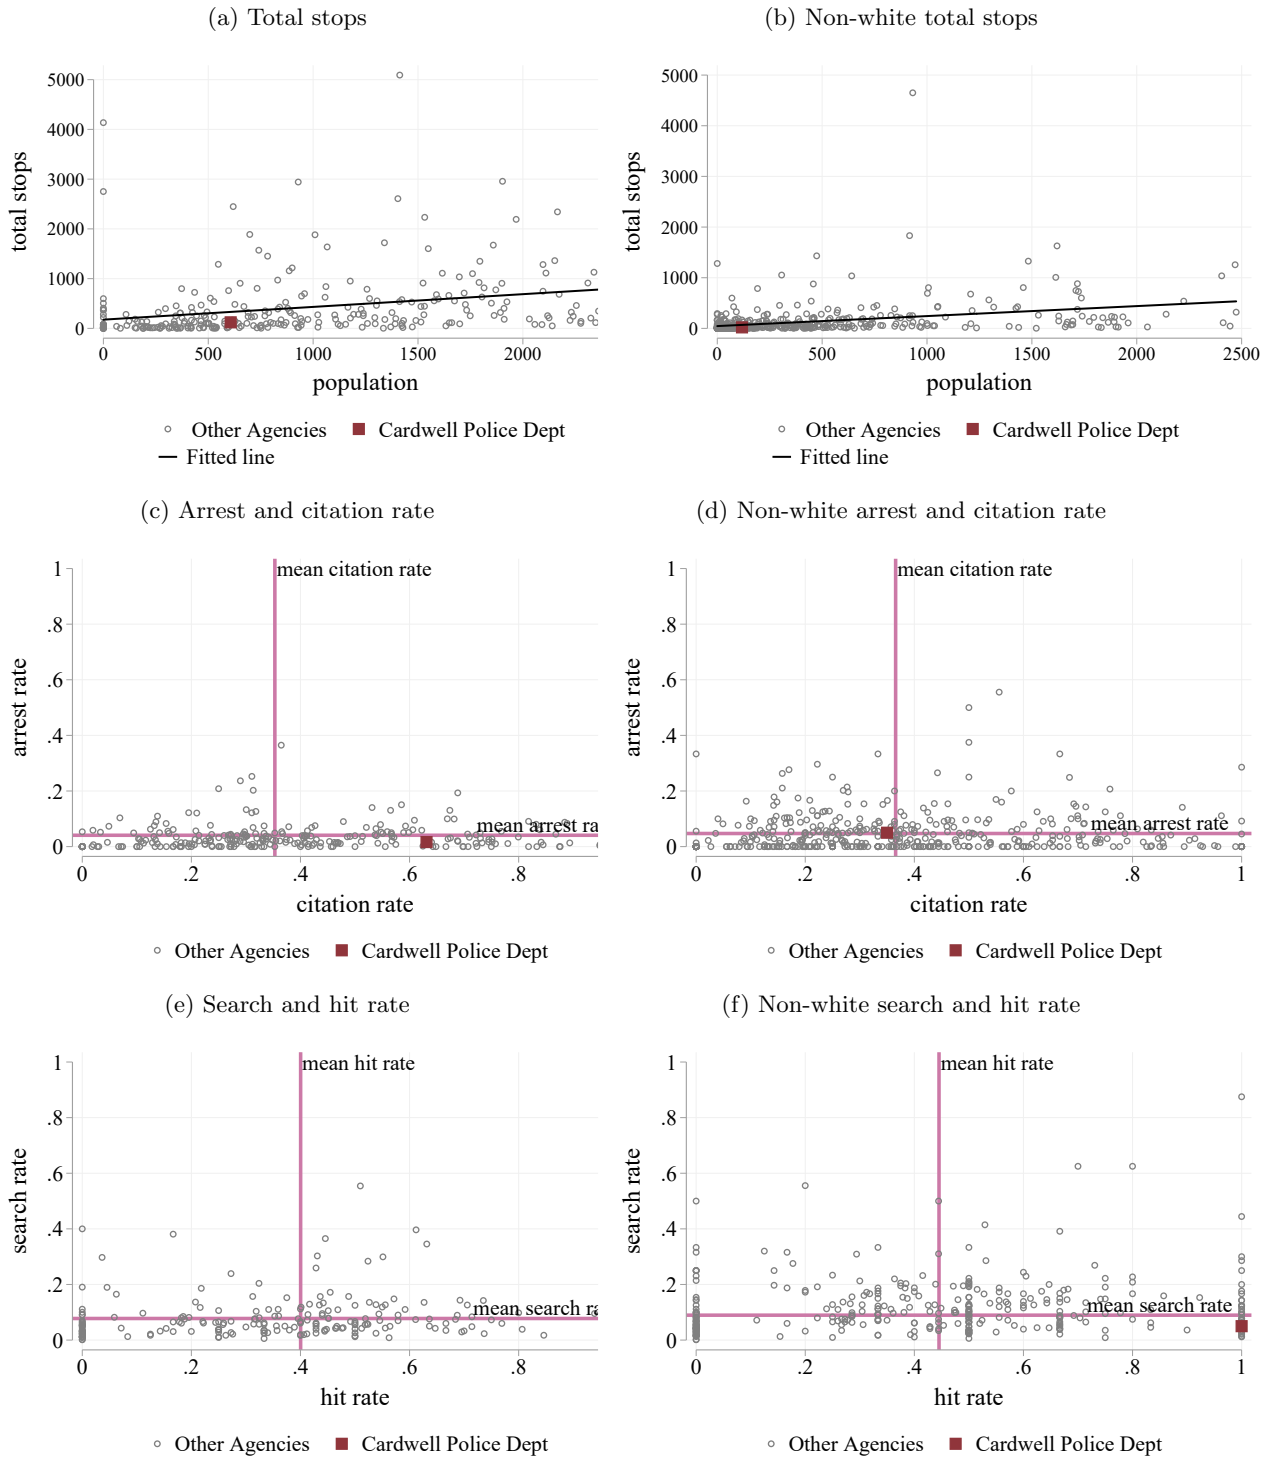 (a) Total stops
(b) Non-white total stops
total stops
5000
4000
3000
2000
1000
0
0 500 1000 1500 2000
population
Other Agencies Cardwell Police Dept
Fitted line
total stops
5000
4000
3000
2000
1000
0
0 500 1000 1500 2000 2500
population
Other Agencies Cardwell Police Dept
Fitted line
(c) Arrest and citation rate
(d) Non-white arrest and citation rate
arrest rate
1
.8
.6
.4
.2
0
mean citation rate
mean arrest ra
0 .2 .4 .6 .8
citation rate
Other Agencies Cardwell Police Dept
arrest rate
1
.8
.6
.4
.2
0
mean citation rate
mean arrest rate
0 .2 .4 .6 .8 1
citation rate
Other Agencies Cardwell Police Dept
(e) Search and hit rate
(f) Non-white search and hit rate
search rate
1
.8
.6
.4
.2
0
mean hit rate
mean search ra
0 .2 .4 .6 .8
hit rate
Other Agencies Cardwell Police Dept
search rate
1
.8
.6
.4
.2
0
mean hit rate
mean search rate
0 .2 .4 .6 .8 1
hit rate
Other Agencies Cardwell Police Dept